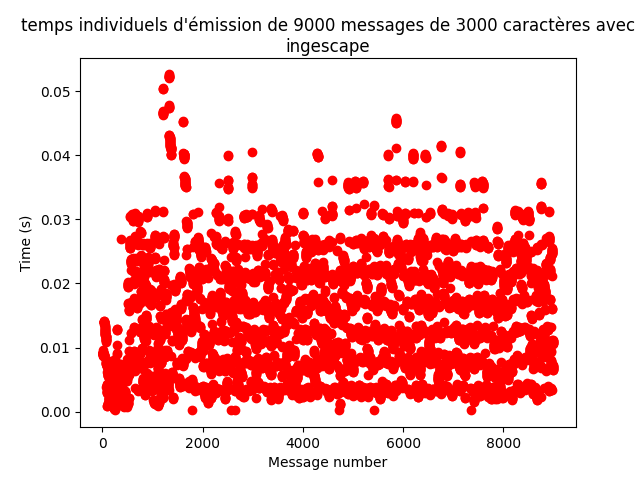 temps individuels d'émission de 9000 messages de 3000 caractères avec
ingescape
0.05
0.04
0.03
0.02
0.01
0.00
Time (s)
0
2000
4000
6000
8000
Message number